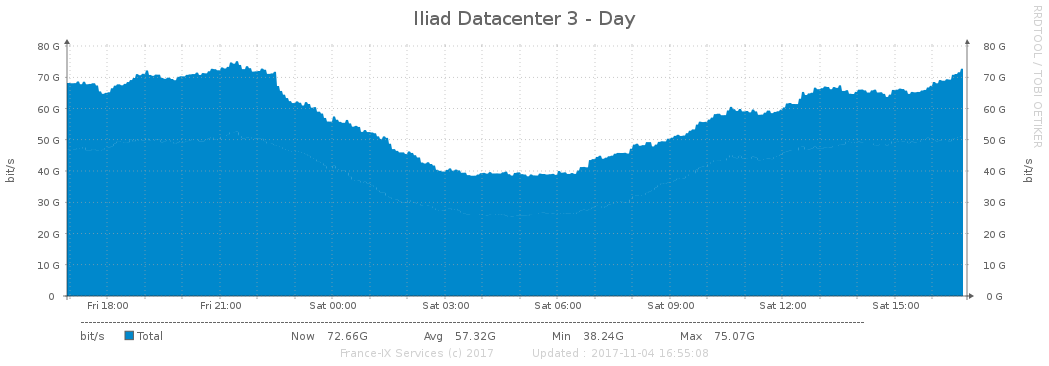 Iliad Datacenter 3 - Day
RRDTOOL / TOBI OETIKER
80 G 80 G
70 G 70 G
60 G 60 G
50 G 50 G
40 G 40 G
30 G 30 G
20 G 20 G
10 G 10 G
0 0 G
bit/s
bit/s
Fri 18:00 Fri 21:00 Sat 00:00 Sat 03:00 Sat 06:00 Sat 09:00 Sat 12:00 Sat 15:00
bit/s Total Now 72.66G Avg 57.32G Min 38.24G Max 75.07G
France-IX Services (c) 2017 Updated : 2017-11-04 16:55:08